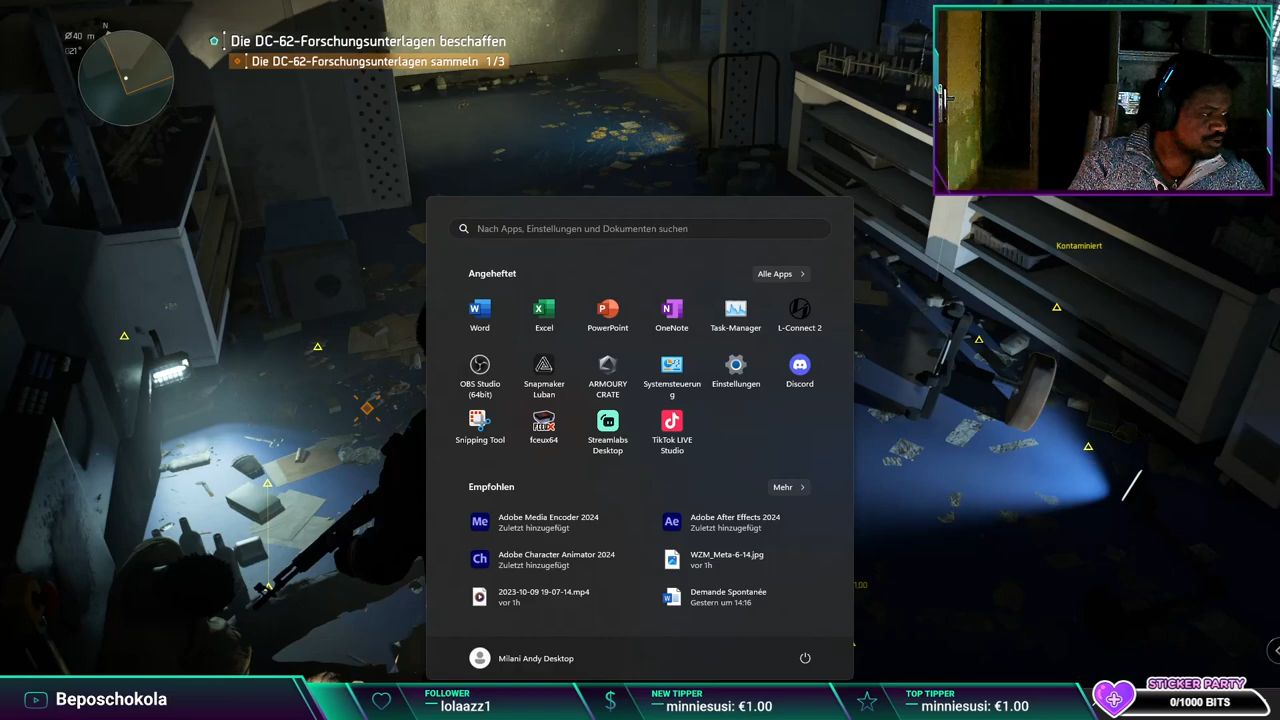 N
40 m
21°
Die DC-62-Forschungsunterlagen beschaffen
Die DC-62-Forschungsunterlagen sammeln 1/3
Kontaminiert
Nach Apps, Einstellungen und Dokumenten suchen
Angeheftet
Alle Apps
Word
Excel
PowerPoint
OneNote
Task-Manager
L-Connect 2
OBS Studio
(64bit)
Snapmaker
Luban
ARMOURY
CRATE
Systemsteuerun
g
Einstellungen
Discord
Snipping Tool
fceux64
Streamlabs
Desktop
TikTok LIVE
Studio
Empfohlen
Mehr
Adobe Media Encoder 2024
Zuletzt hinzugefügt
Adobe After Effects 2024
Zuletzt hinzugefügt
Adobe Character Animator 2024
Zuletzt hinzugefügt
WZM_Meta-6-14.jpg
vor 1h
2023-10-09 19-07-14.mp4
vor 1h
Demande Spontanée
Gestern um 14:16
Milani Andy Desktop
Beposchokola
FOLLOWER
lolaazz1
NEW TIPPER
minniesusi: €1.00
TOP TIPPER
minniesusi: €1.00
STICKER PARTY
0/1000 BITS